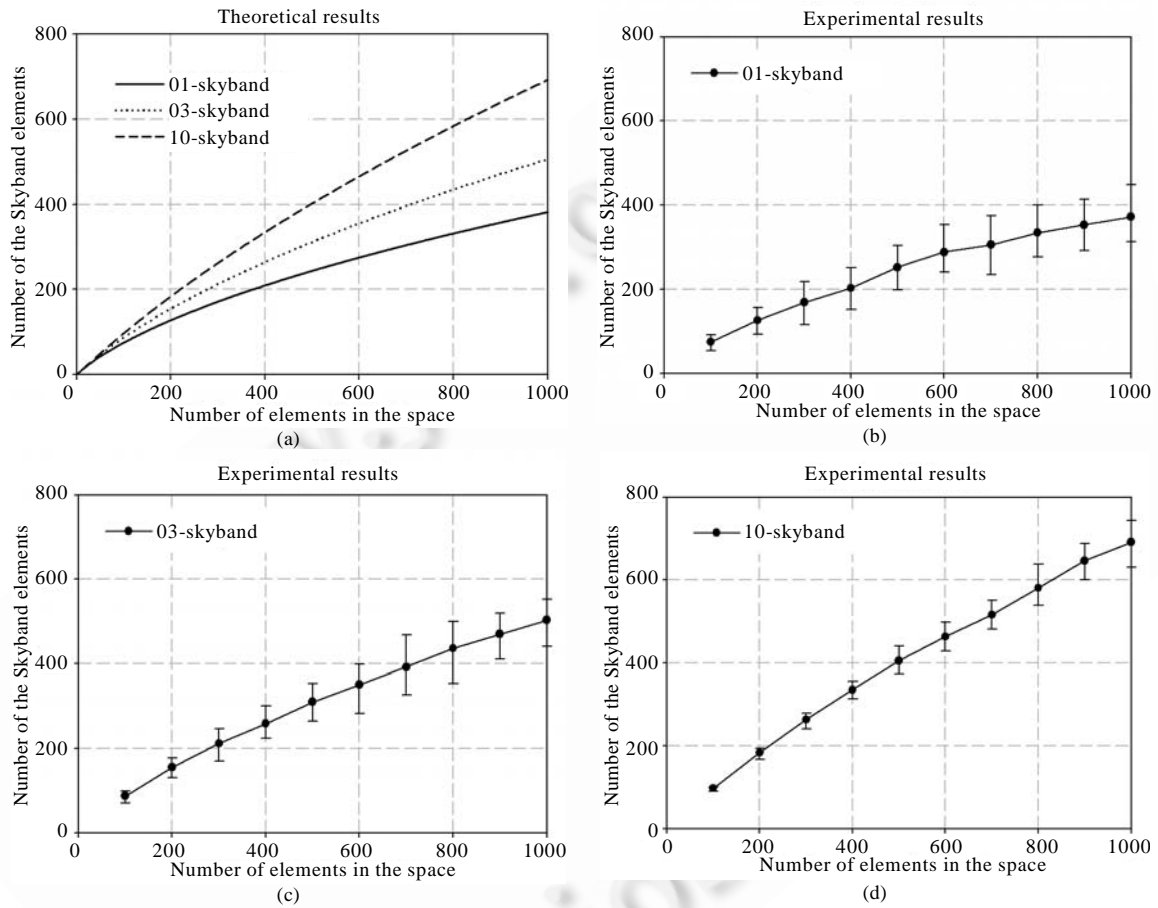 Theoretical results
800
600
400
200
0
01-skyband
03-skyband
10-skyband
Number of the Skyband elements
200 400 600 800 1000
Number of elements in the space
(a)
Experimental results
800
600
400
200
0
01-skyband
Number of the Skyband elements
0 200 400 600 800 1000
Number of elements in the space
(b)
Experimental results
800
600
400
200
0
03-skyband
Number of the Skyband elements
0 200 400 600 800 1000
Number of elements in the space
(c)
Experimental results
800
600
400
200
0
10-skyband
Number of the Skyband elements
0 200 400 600 800 1000
Number of elements in the space
(d)